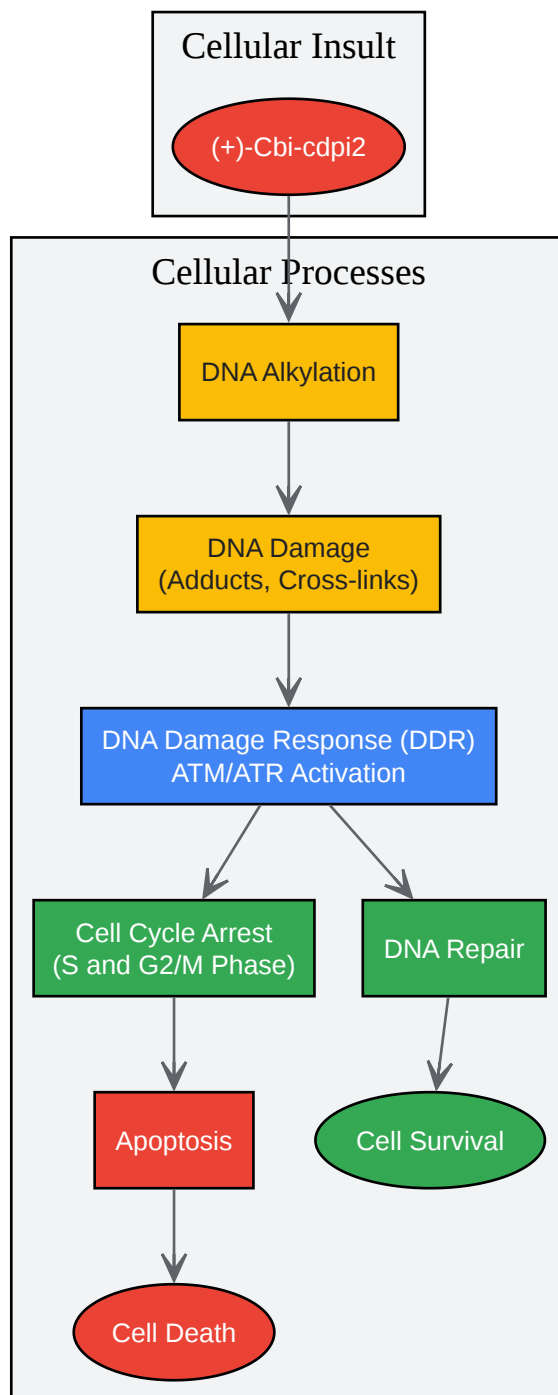 Cellular Insult
(+)-Cbi-cdpi2
Cellular Processes
DNA Alkylation
DNA Damage
(Adducts, Cross-links)
DNA Damage Response (DDR)
ATM/ATR Activation
Cell Cycle Arrest
(S and G2/M Phase)
DNA Repair
Apoptosis
Cell Survival
Cell Death